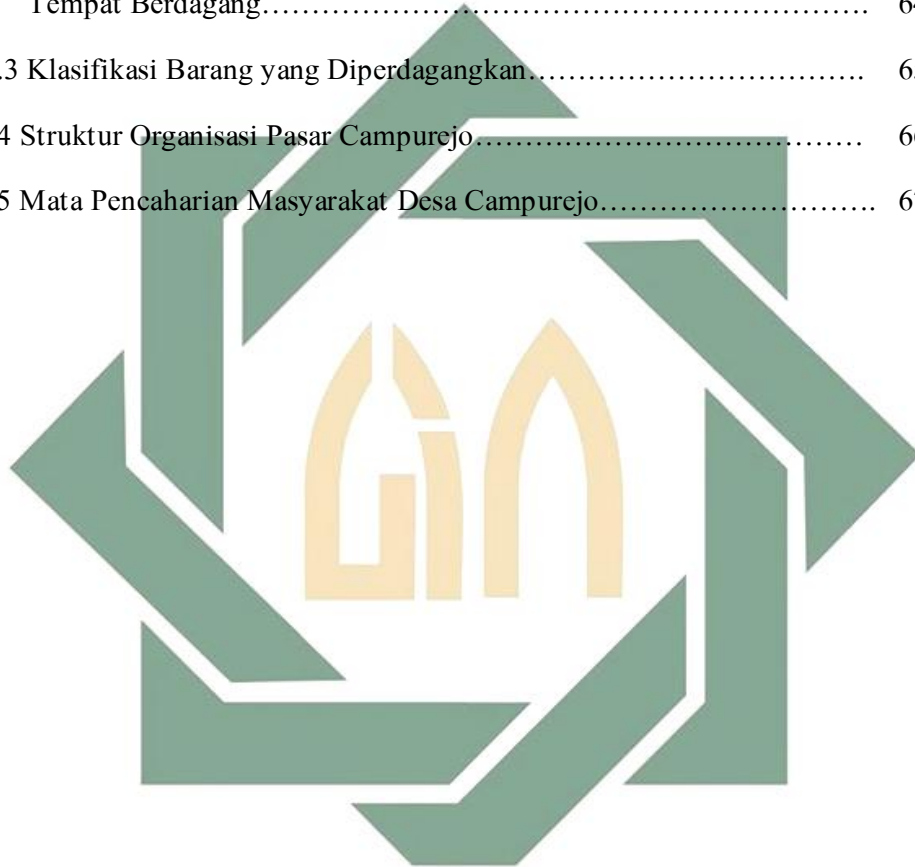 Tempat Berdagang……………………………………………………. 6
.3 Klasifikasi Barang yang Diperdagangkan……………………………. 6
4 Struktur Organisasi Pasar Campurejo………………………………… 6
5 Mata Pencaharian Masyarakat Desa Campurejo………………………. 6